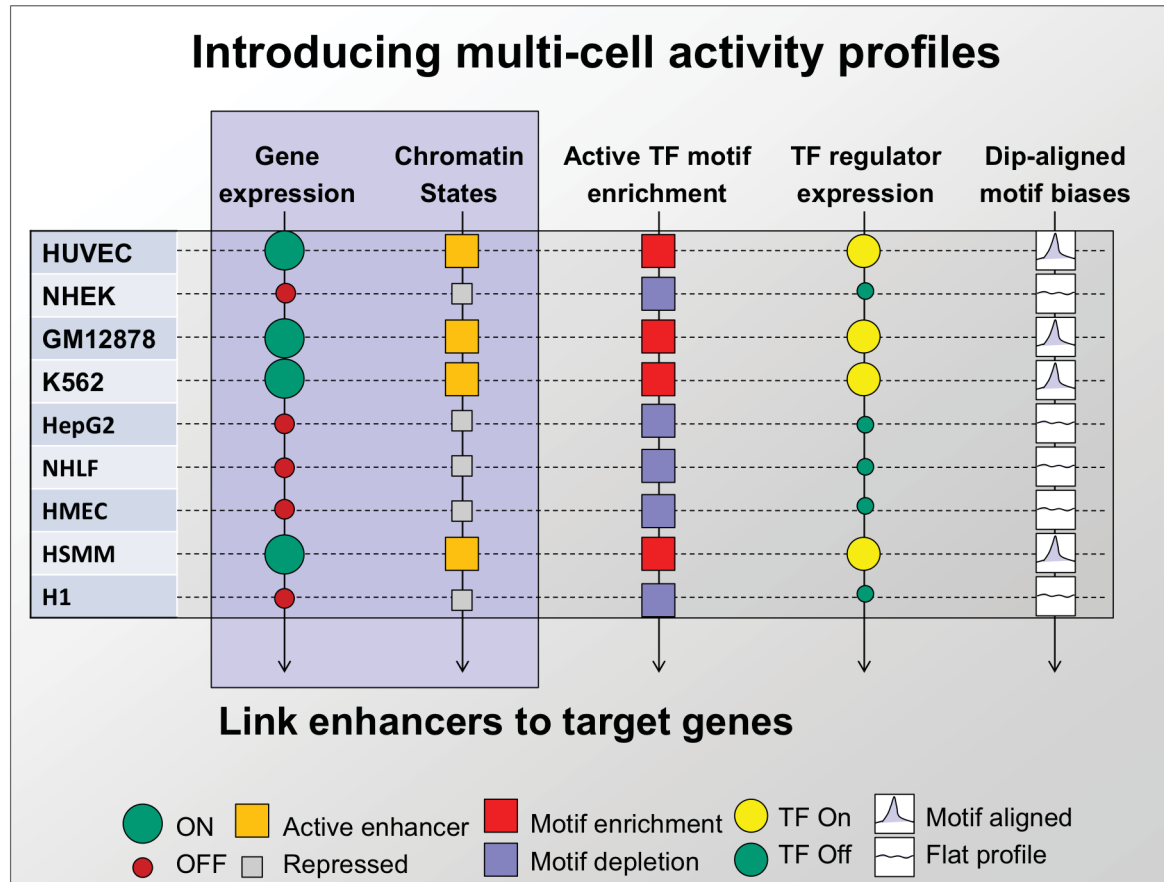 Introducing multi-cell activity profiles
Gene
expression
Chromatin
States
Active TF motif
enrichment
TF regulator
expression
Dip-aligned
motif biases
HUVEC
NHEK
GM12878
K562
HepG2
NHLF
HMEC
HSMM
H1
Link enhancers to target genes
ON
OFF
Active enhancer
Repressed
Motif enrichment
Motif depletion
TF On
TF Off
Motif aligned
Flat profile